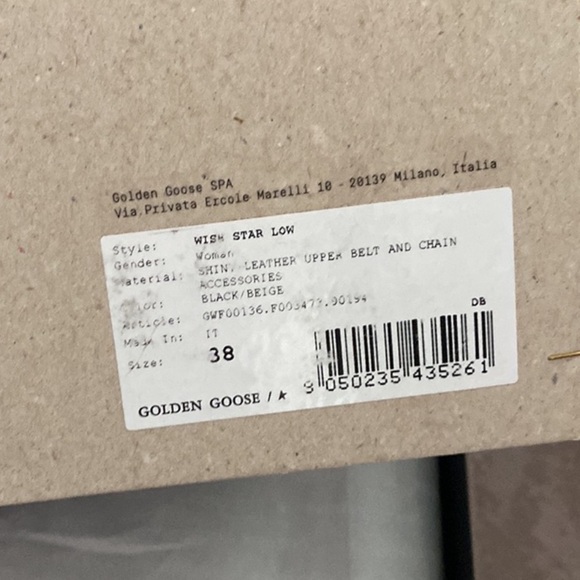 Golden Goose SPA
Via Privata Ercole Marelli 10 - 20139 Milano, Italia
Style: WISH STAR LOW
Gender: Woman
Material: SHINY LEATHER UPPER BELT AND CHAIN
ACCESSORIES
Color: BLACK/BEIGE
Article: GWF00136.F003473.90194
Made In: IT
DB
Size: 38
8 050235 435261
GOLDEN GOOSE / ★